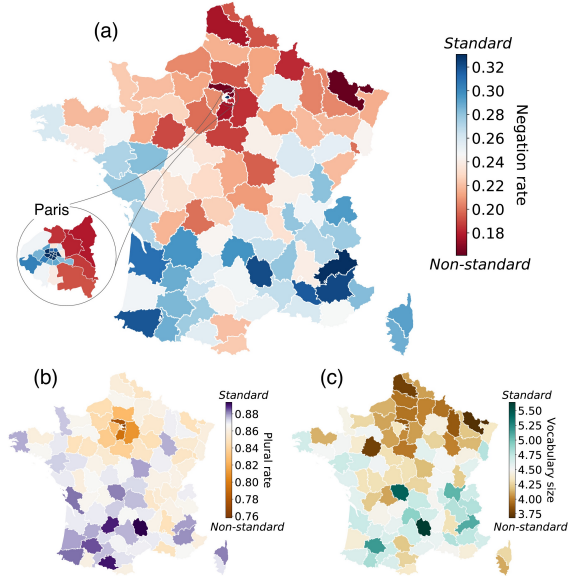 (a)
Standard
0.32
0.30
0.28
0.26
0.24
0.22
0.20
0.18
Negation rate
Non-standard
Paris
(b)
Standard
0.88
0.86
0.84
0.82
0.80
0.78
0.76
Plural rate
Non-standard
(c)
Standard
5.50
5.25
5.00
4.75
4.50
4.25
4.00
3.75
Vocabulary size
Non-standard